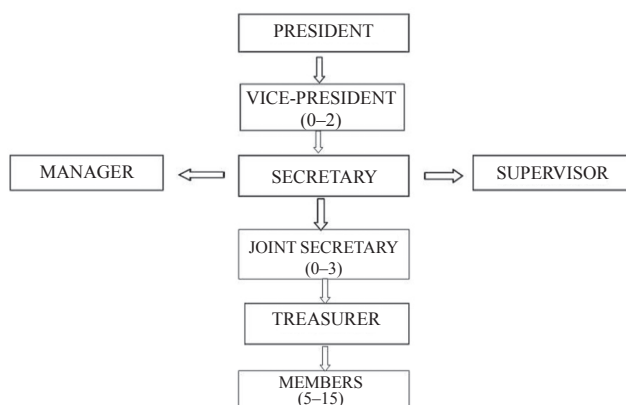 PRESIDENT
VICE-PRESIDENT
(0–2)
MANAGER
SECRETARY
SUPERVISOR
JOINT SECRETARY
(0–3)
TREASURER
MEMBERS
(5–15)